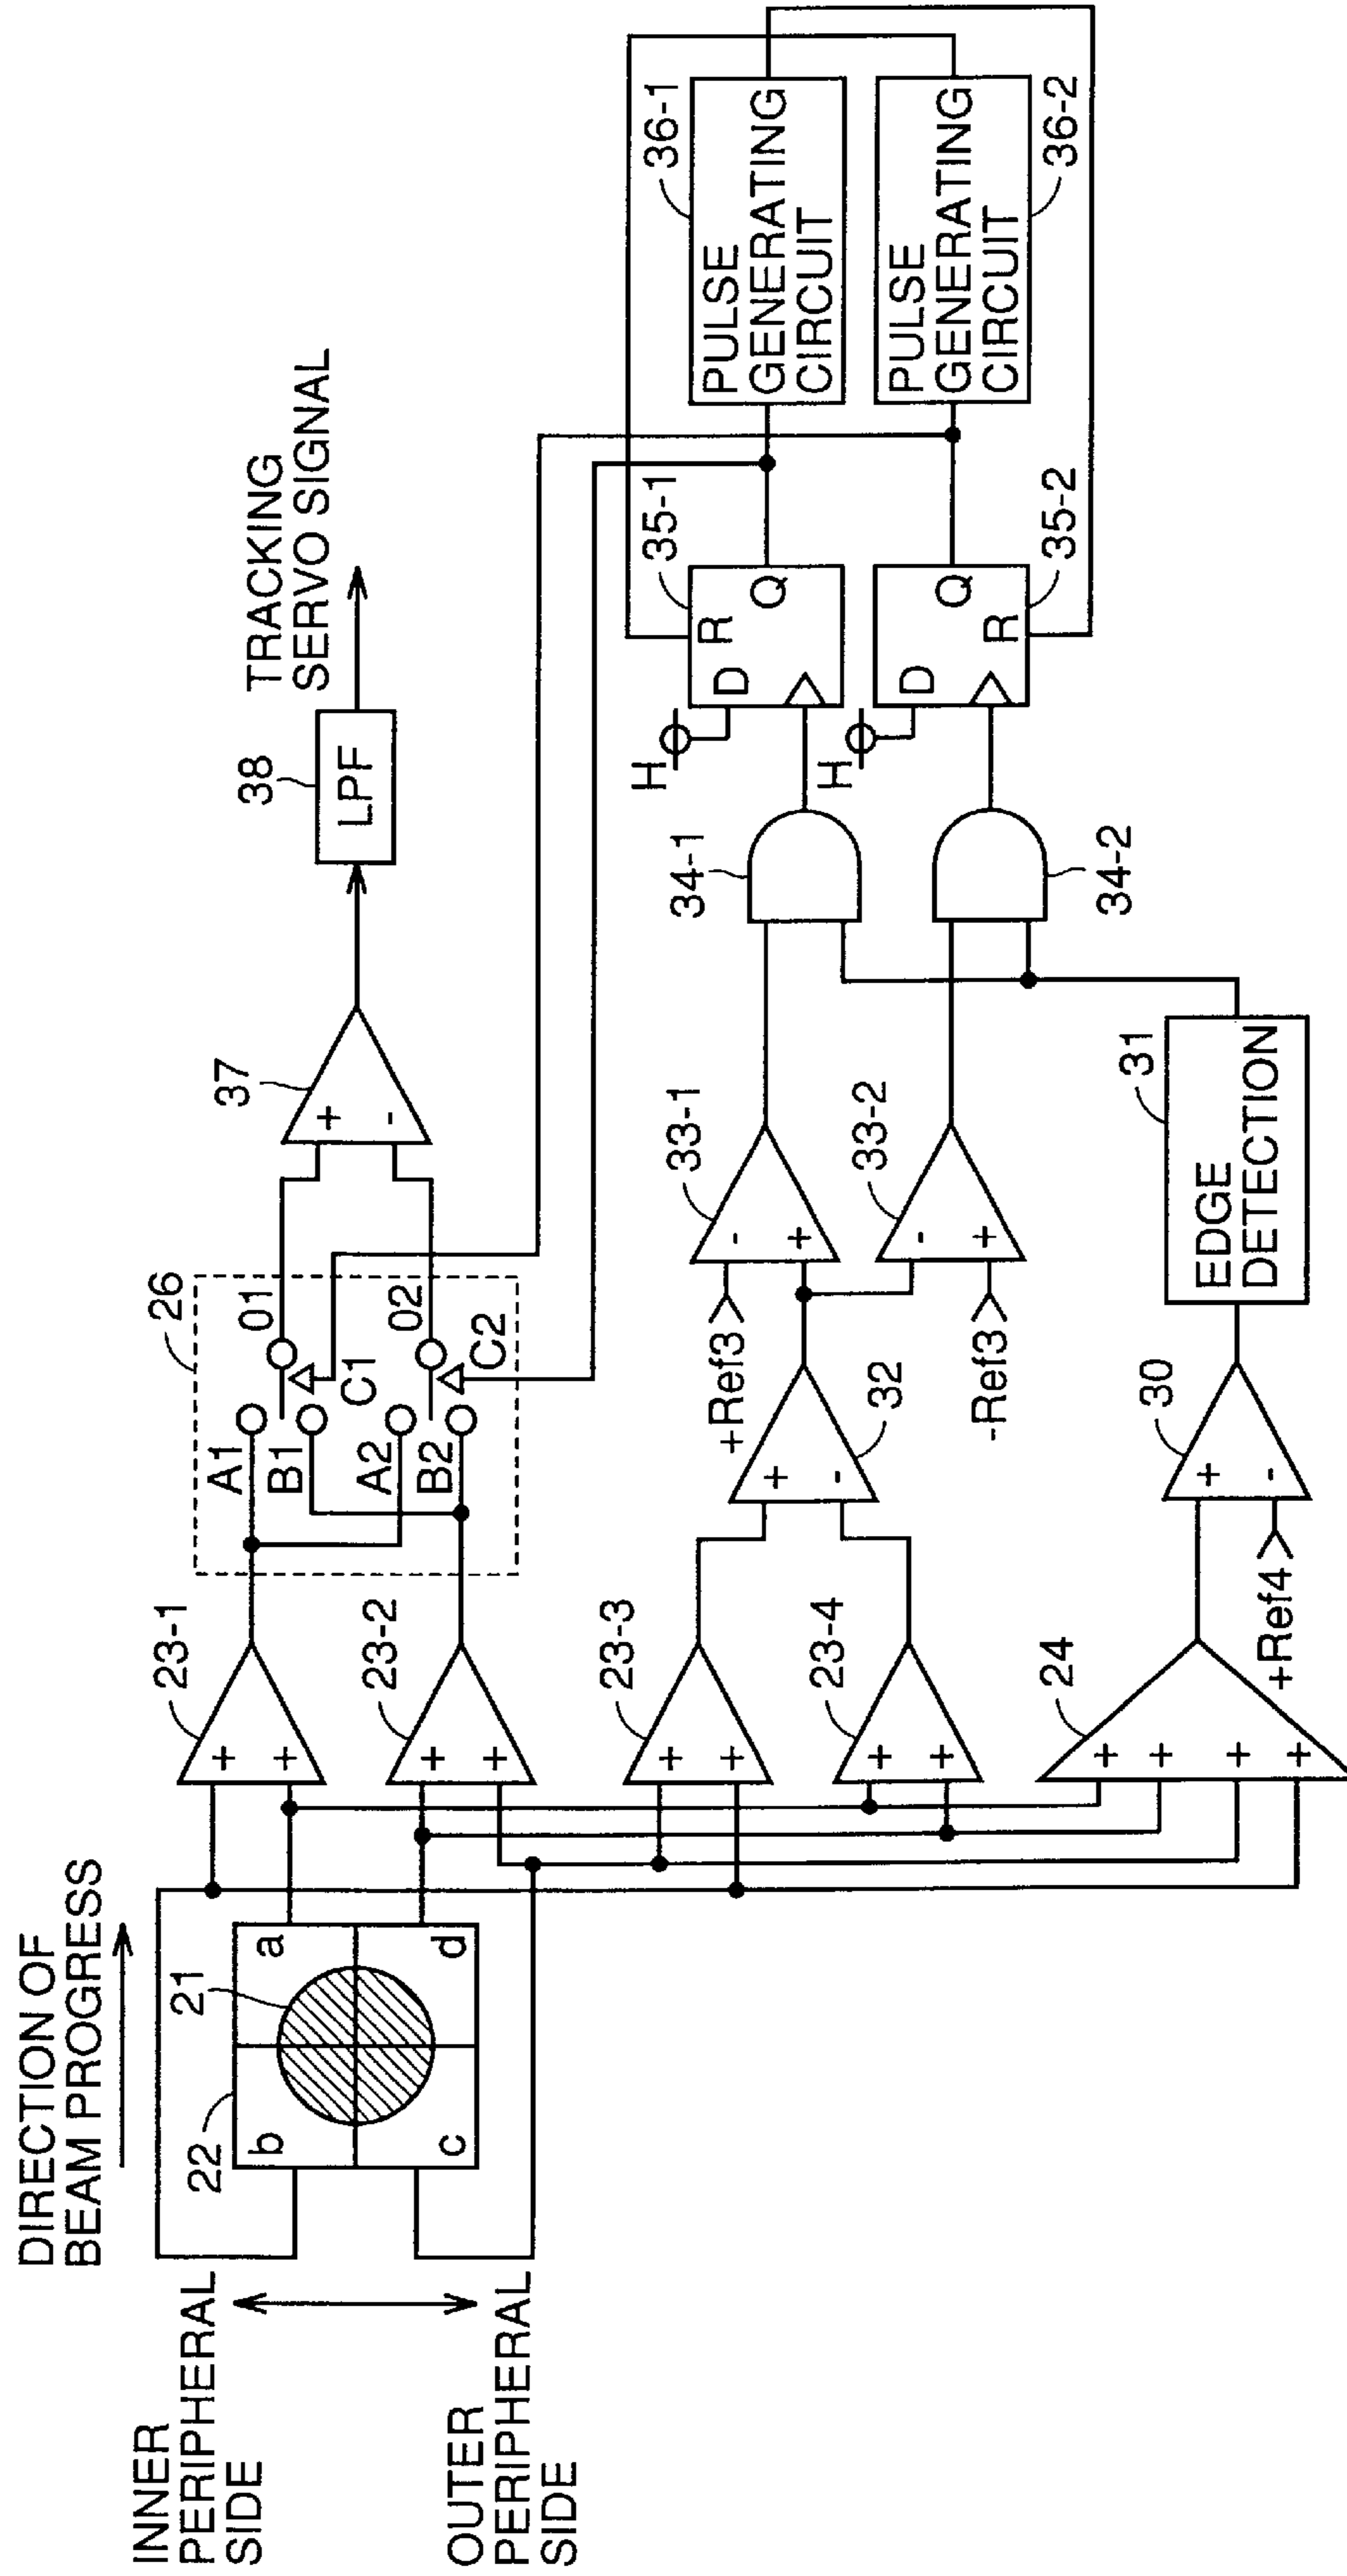 DIRECTION OF
BEAM PROGRESS
INNER
PERIPHERAL
SIDE
OUTER
PERIPHERAL
SIDE
22
21
b
a
c
d
23-1
+
+
23-2
+
+
23-3
+
+
23-4
+
+
24
+
+
+
+
26
A1
B1
A2
B2
C1
C2
01
02
37
+
-
38
LPF
TRACKING
SERVO SIGNAL
32
+
-
+Ref3
-Ref3
33-1
-
+
33-2
-
+
+Ref4
30
+
-
31
EDGE
DETECTION
34-1
34-2
H
D
R
Q
35-1
H
D
R
Q
35-2
36-1
PULSE
GENERATING
CIRCUIT
PULSE
GENERATING
CIRCUIT
36-2